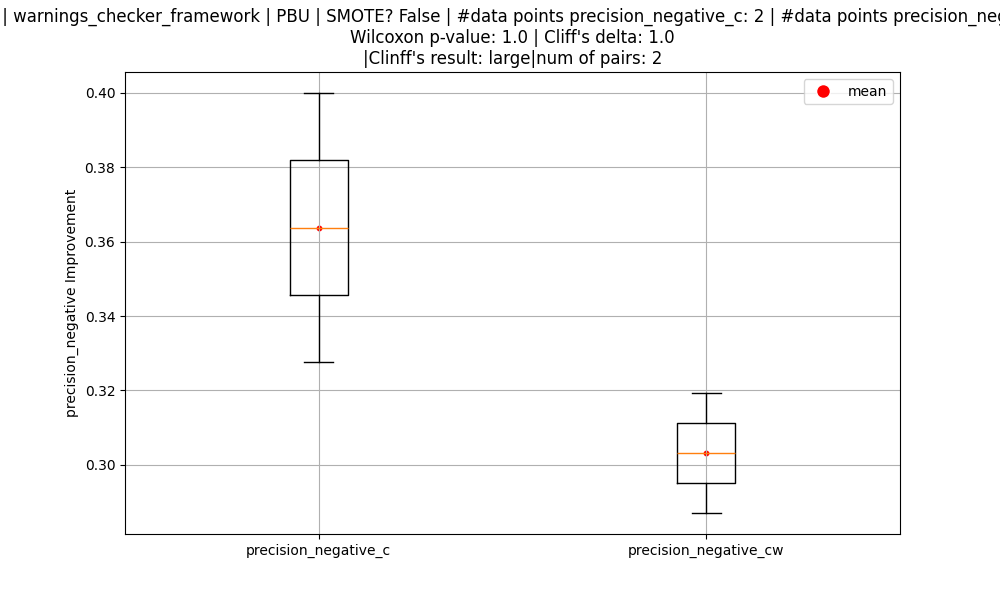 | warnings_checker_framework | PBU | SMOTE? False | #data points precision_negative_c: 2 | #data points
Wilcoxon p-value: 1.0 | Cliff's delta: 1.0
|Clinff's result: large|num of pairs: 2
mean
0.40
0.38
0.36
0.34
0.32
0.30
precision_negative Improvement
precision_negative_c
precision_negative_cw